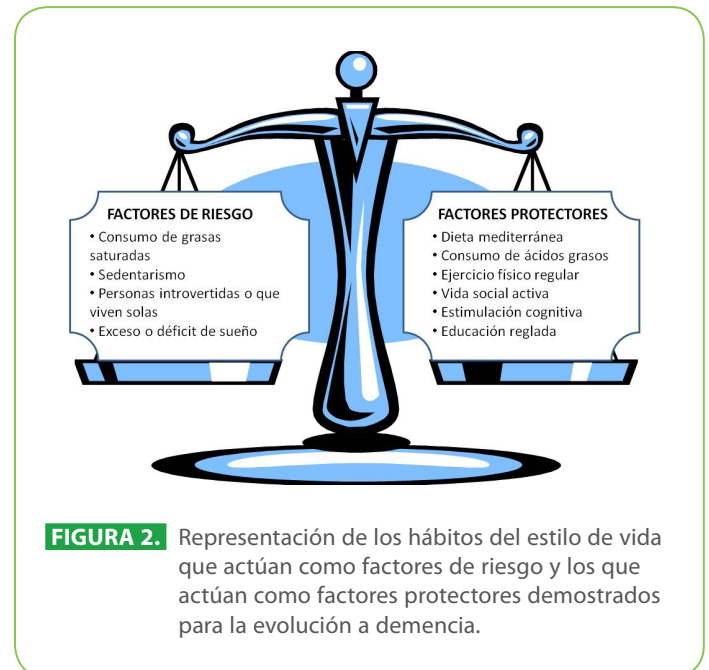 FACTORES DE RIESGO
• Consumo de grasas
saturadas
• Sedentarismo
• Personas introvertidas o que
viven solas
• Exceso o déficit de sueño
FACTORES PROTECTORES
• Dieta mediterránea
• Consumo de ácidos grasos
• Ejercicio físico regular
• Vida social activa
• Estimulación cognitiva
• Educación reglada
FIGURA 2. Representación de los hábitos del estilo de vida
que actúan como factores de riesgo y los que
actúan como factores protectores demostrados
para la evolución a demencia.